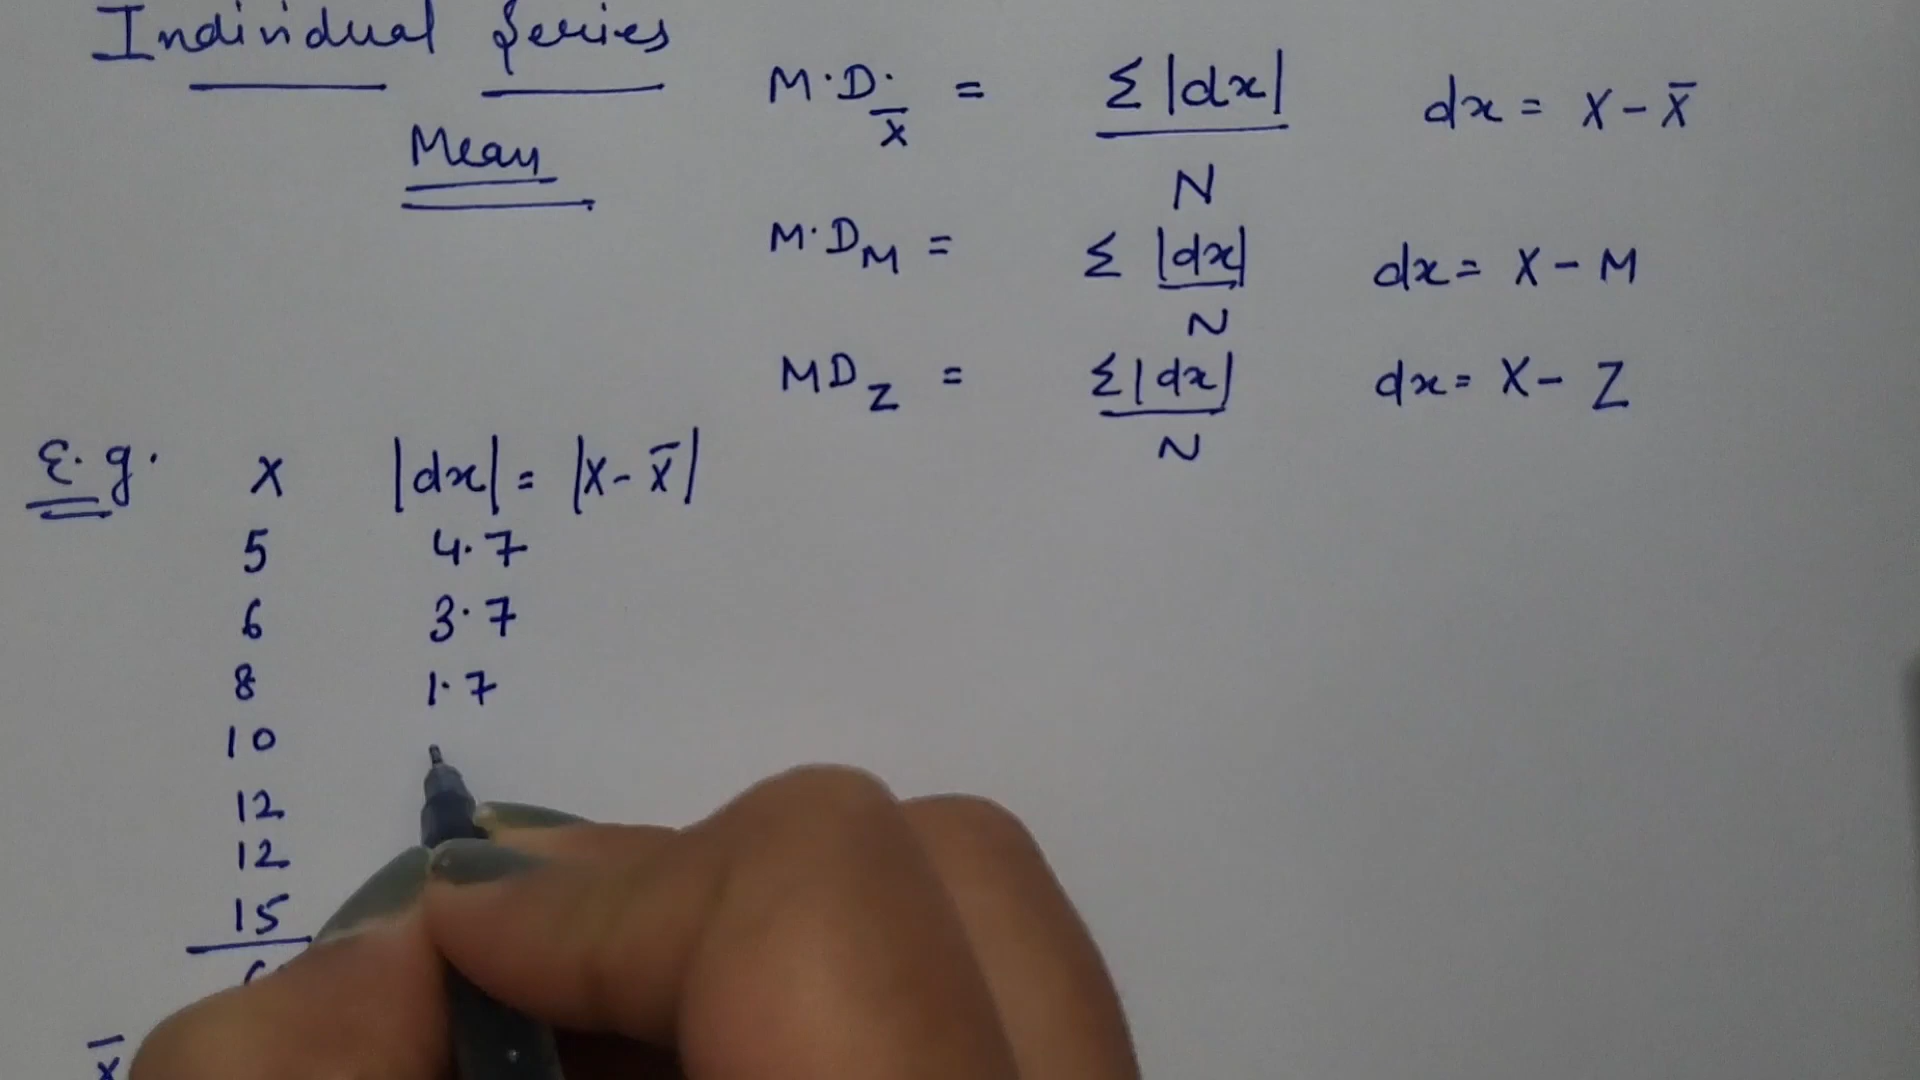 Individual Series
Mean
M.D.x̄ = Σ|dx| / N dx = X - X̄
M.DM = Σ|dx| / N dx = X - M
MDZ = Σ|dx| / N dx = X - Z
E.g. X |dx| = |X - X̄|
5 4.7
6 3.7
8 1.7
10
12
12
15
6
x̄